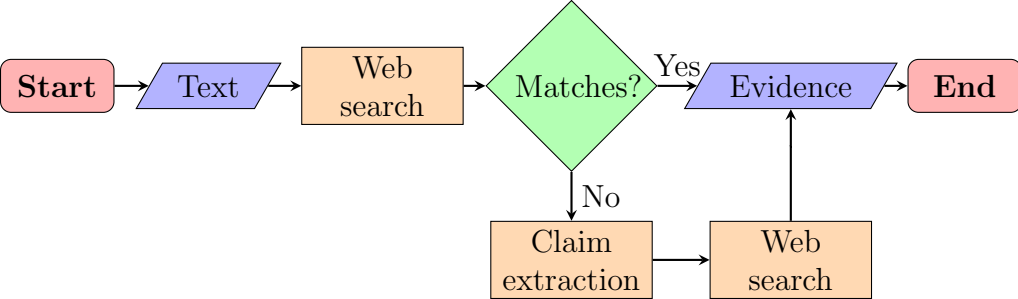 Start
Text
Web
search
Matches?
Yes
Evidence
End
No
Claim
extraction
Web
search